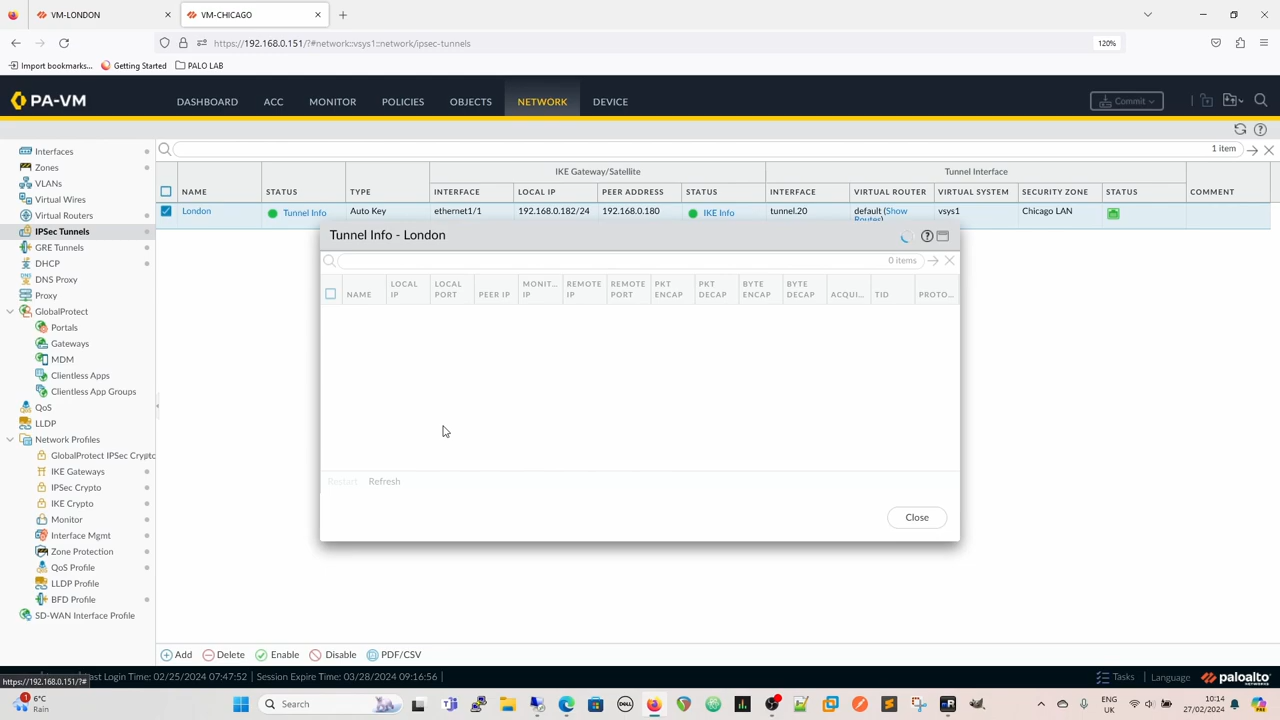 VM-LONDON
VM-CHICAGO
https://192.168.0.151/?#network::vsys1::network/ipsec-tunnels
120%
Import bookmarks...
Getting Started
PALO LAB
PA-VM
DASHBOARD
ACC
MONITOR
POLICIES
OBJECTS
NETWORK
DEVICE
Commit
Interfaces
Zones
VLANs
Virtual Wires
Virtual Routers
IPSec Tunnels
GRE Tunnels
DHCP
DNS Proxy
Proxy
GlobalProtect
Portals
Gateways
MDM
Clientless Apps
Clientless App Groups
QoS
LLDP
Network Profiles
GlobalProtect IPSec Crypto
IKE Gateways
IPSec Crypto
IKE Crypto
Monitor
Interface Mgmt
Zone Protection
QoS Profile
LLDP Profile
BFD Profile
SD-WAN Interface Profile
1 item
IKE Gateway/Satellite
Tunnel Interface
NAME
STATUS
TYPE
INTERFACE
LOCAL IP
PEER ADDRESS
STATUS
INTERFACE
VIRTUAL ROUTER
VIRTUAL SYSTEM
SECURITY ZONE
STATUS
COMMENT
London
Tunnel Info
Auto Key
ethernet1/1
192.168.0.182/24
192.168.0.180
IKE Info
tunnel.20
default (Show
Routes)
vsys1
Chicago LAN
Tunnel Info - London
0 items
NAME
LOCAL
IP
LOCAL
PORT
PEER IP
MONIT...
IP
REMOTE
IP
REMOTE
PORT
PKT
ENCAP
PKT
DECAP
BYTE
ENCAP
BYTE
DECAP
ACQUI...
TID
PROTO...
Restart
Refresh
Close
Add
Delete
Enable
Disable
PDF/CSV
https://192.168.0.151/?#
Last Login Time: 02/25/2024 07:47:52
Session Expire Time: 03/28/2024 09:16:56
Tasks
Language
paloalto
NETWORKS
1
6°C
Rain
Search
ENG
UK
10:14
27/02/2024